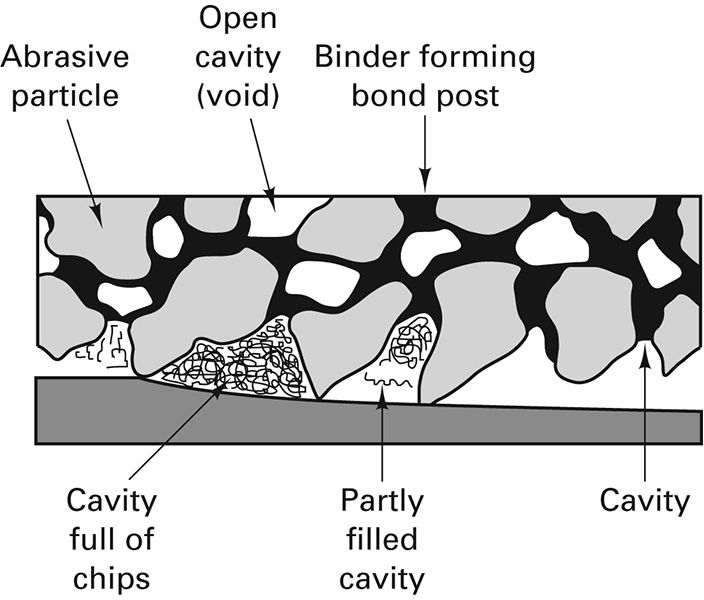 Open
cavity
(void)
Abrasive
particle
Binder forming
bond post
Cavity
full of
chips
Partly
filled
cavity
Cavity